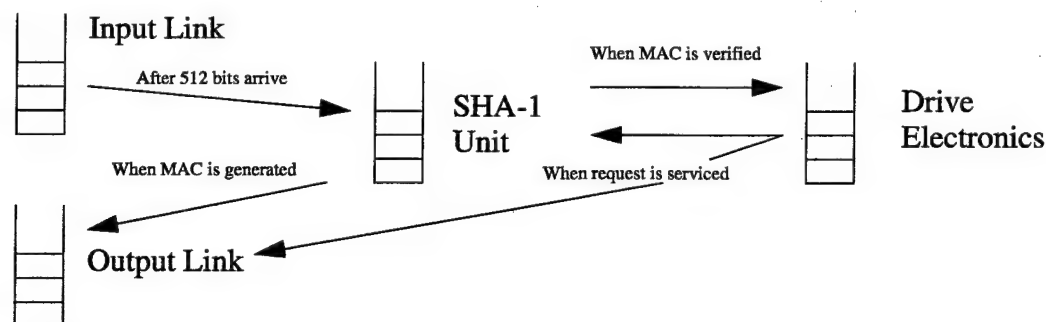 Input Link
When MAC is verified
After 512 bits arrive
SHA-1
Unit
Drive
Electronics
When MAC is generated
When request is serviced
Output Link